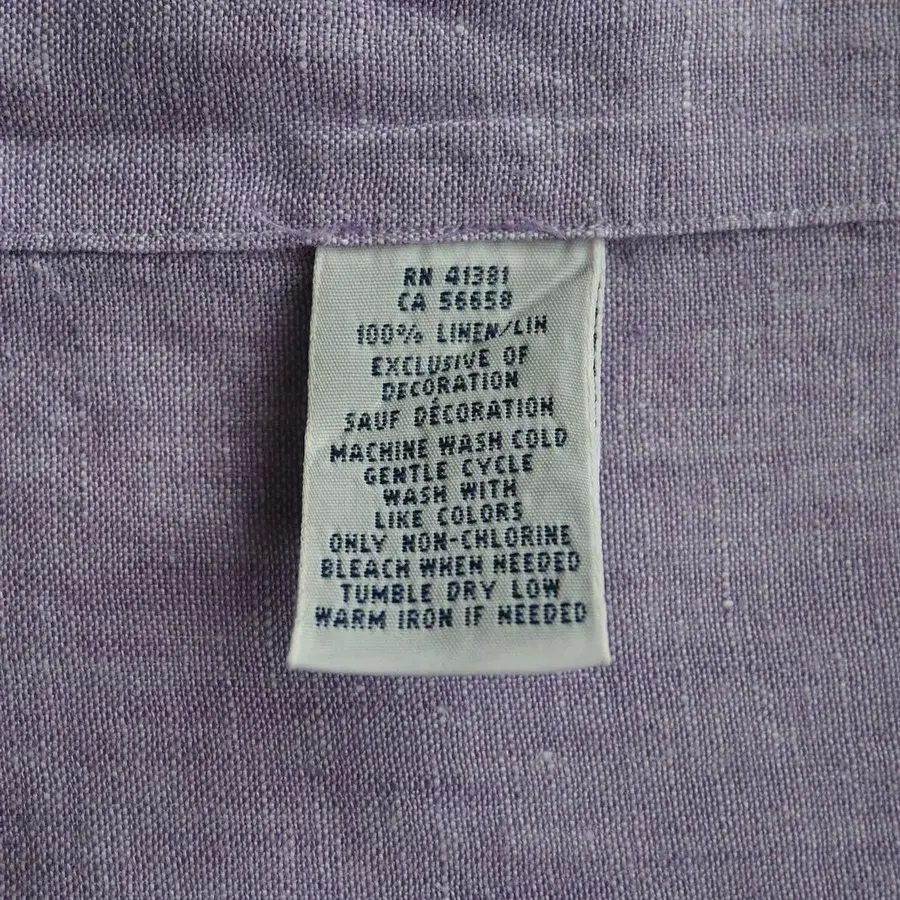 RN 41381
CA 56658
100% LINEN/LIN
EXCLUSIVE OF
DECORATION
SAUF DÉCORATION
MACHINE WASH COLD
GENTLE CYCLE
WASH WITH
LIKE COLORS
ONLY NON-CHLORINE
BLEACH WHEN NEEDED
TUMBLE DRY LOW
WARM IRON IF NEEDED